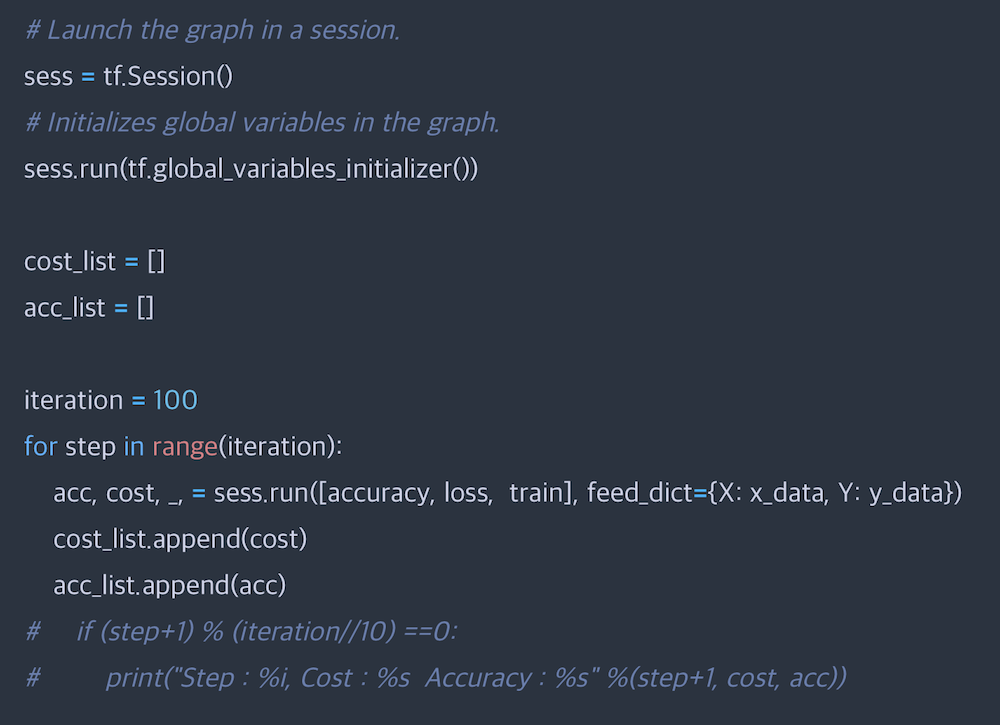 # Launch the graph in a session.
sess = tf.Session()
# Initializes global variables in the graph.
sess.run(tf.global_variables_initializer())
cost_list = []
acc_list = []
iteration = 100
for step in range(iteration):
    acc, cost, _, = sess.run([accuracy, loss,  train], feed_dict={X: x_data, Y: y_data})
    cost_list.append(cost)
    acc_list.append(acc)
#     if (step+1) % (iteration//10) ==0:
#         print("Step : %i, Cost : %s  Accuracy : %s" %(step+1, cost, acc))